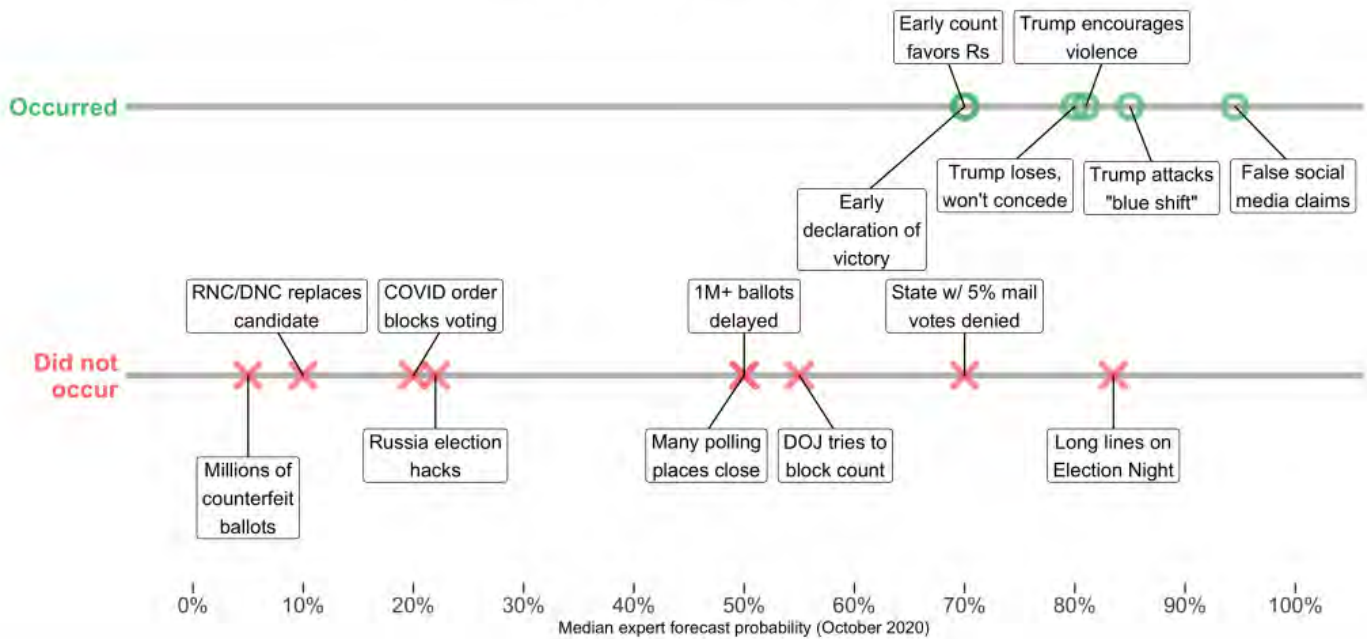 Early count
favors Rs
Trump encourages
violence
Occurred
Early
declaration of
victory
Trump loses,
won't concede
Trump attacks
"blue shift"
False social
media claims
RNC/DNC replaces
candidate
COVID order
blocks voting
1M+ ballots
delayed
State w/ 5% mail
votes denied
Did not
occur
Millions of
counterfeit
ballots
Russia election
hacks
Many polling
places close
DOJ tries to
block count
Long lines on
Election Night
0% 10% 20% 30% 40% 50% 60% 70% 80% 90% 100%
Median expert forecast probability (October 2020)